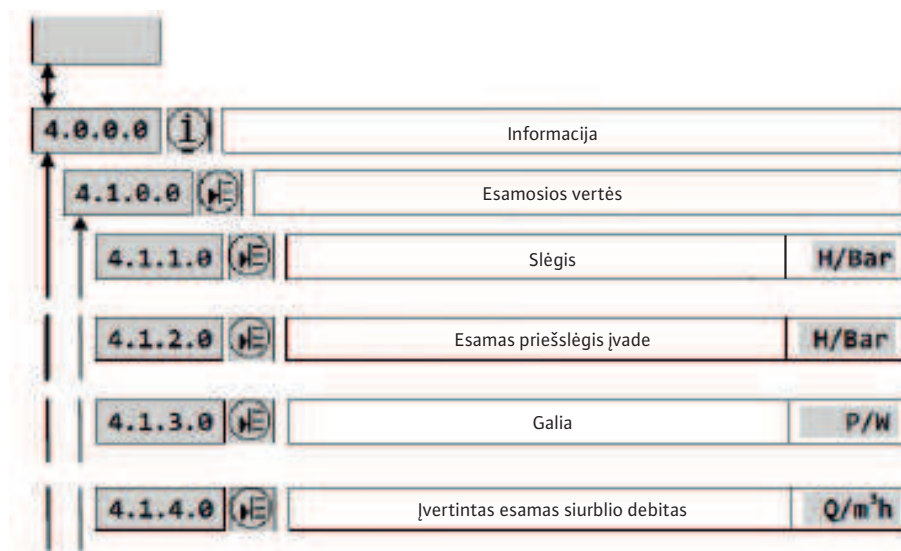 4.0.0.0 i Informacija
4.1.0.0 Esamosios vertės
4.1.1.0 Slėgis H/Bar
4.1.2.0 Esamas priešslėgis įvade H/Bar
4.1.3.0 Galia P/W
4.1.4.0 Įvertintas esamas siurblio debitas Q/m³h